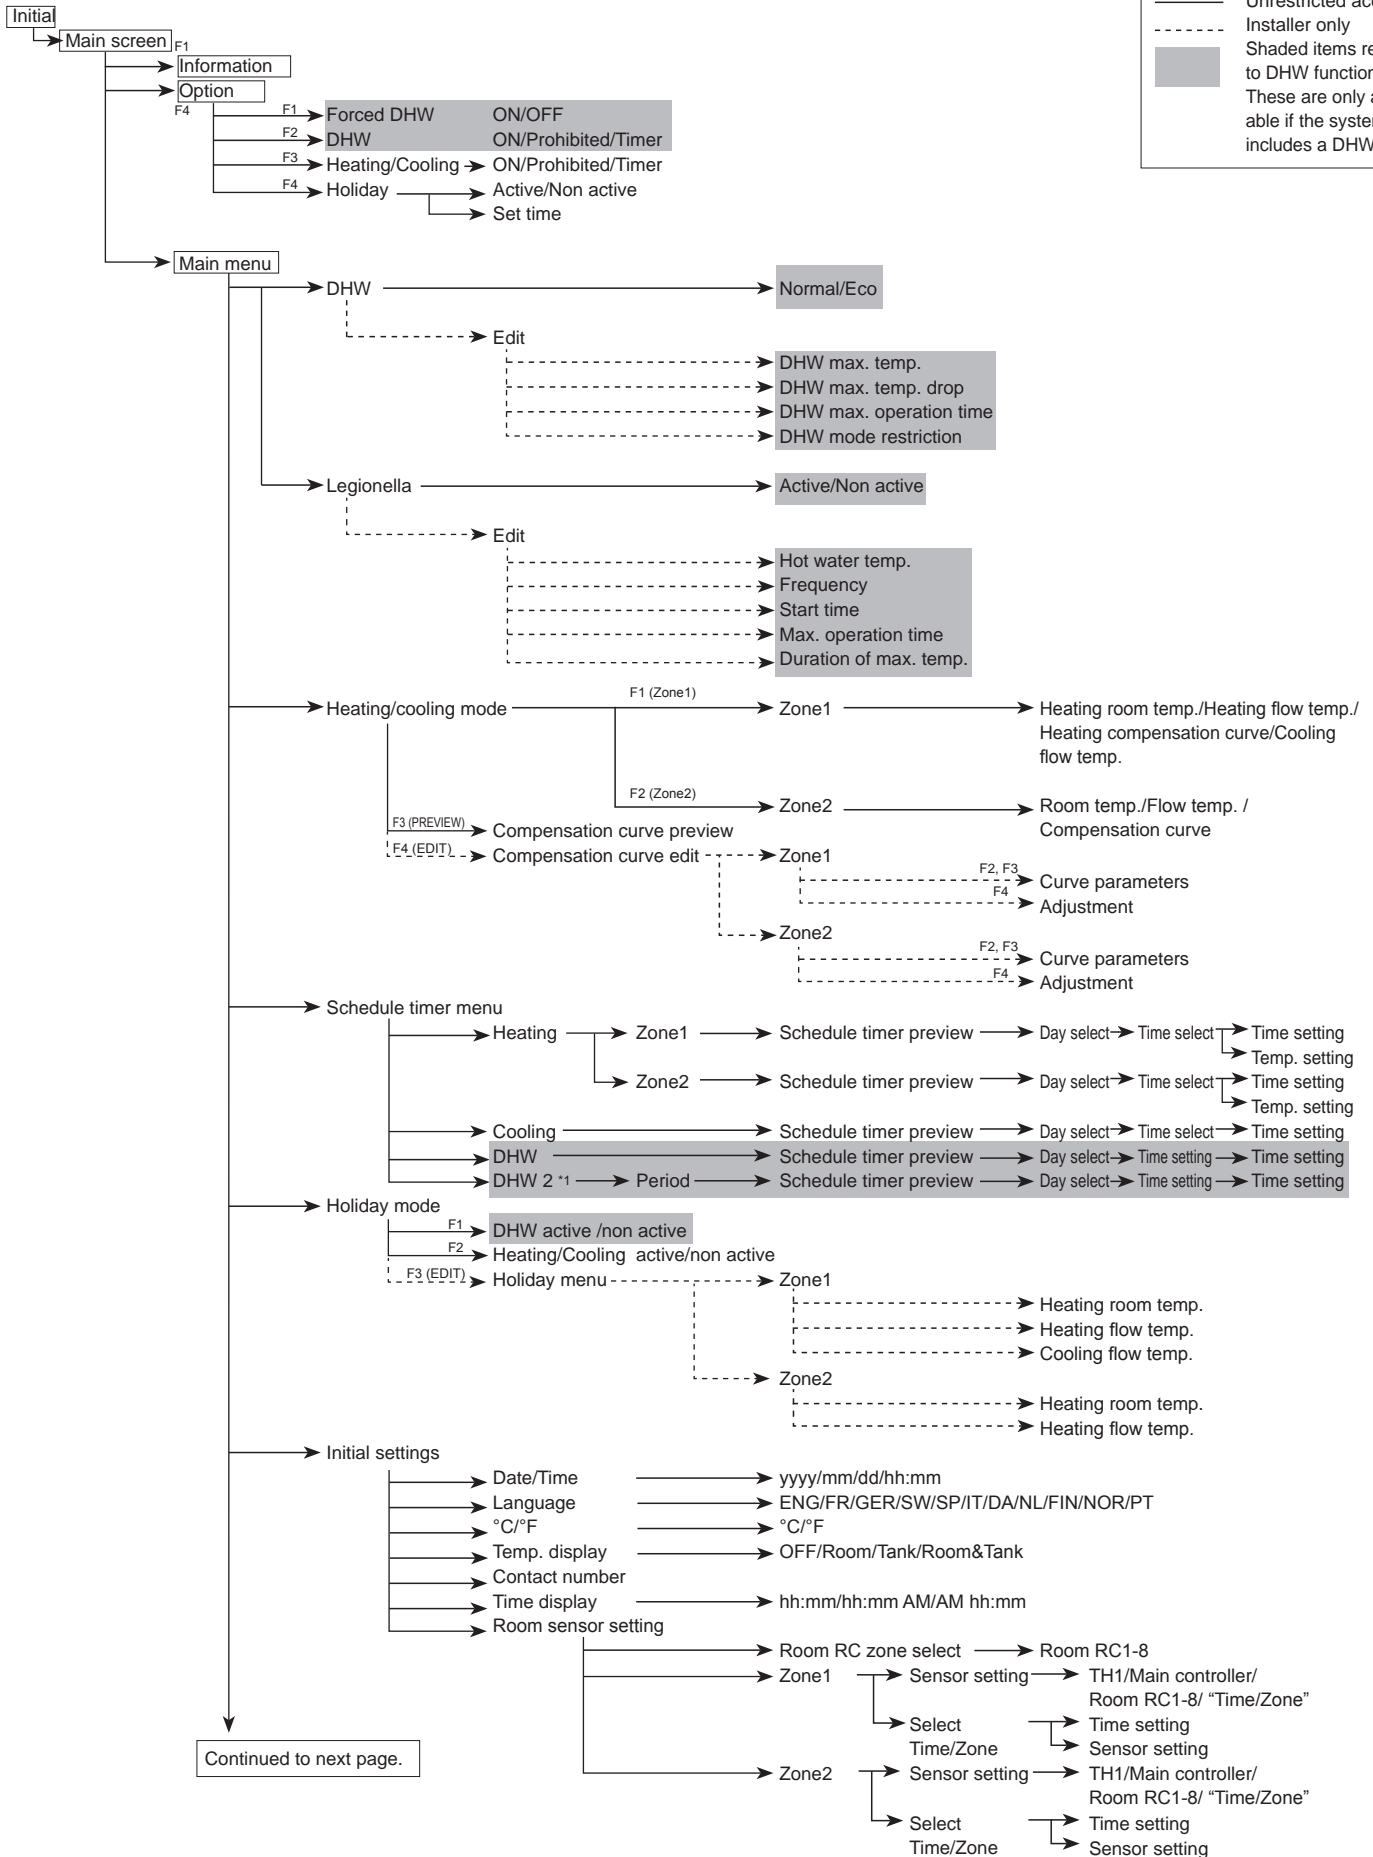 Initial
Main screen F1
Information
Option
F4
F1 Forced DHW ON/OFF
F2 DHW ON/Prohibited/Timer
F3 Heating/Cooling ON/Prohibited/Timer
F4 Holiday Active/Non active
Set time
Installer only
Shaded items
to DHW
These are only
able if the
includes a DHW
Main menu
DHW Normal/Eco
Edit
DHW max. temp.
DHW max. temp. drop
DHW max. operation time
DHW mode restriction
Legionella Active/Non active
Edit
Hot water temp.
Frequency
Start time
Max. operation time
Duration of max. temp.
Heating/cooling mode F1 (Zone1) Zone1 Heating room temp./Heating flow temp./
Heating compensation curve/Cooling
flow temp.
F2 (Zone2) Zone2 Room temp./Flow temp. /
Compensation curve
F3 (PREVIEW) Compensation curve preview
F4 (EDIT) Compensation curve edit Zone1
F2, F3 Curve parameters
F4 Adjustment
Zone2
F2, F3 Curve parameters
F4 Adjustment
Schedule timer menu
Heating Zone1 Schedule timer preview Day select Time select Time setting
Temp. setting
Zone2 Schedule timer preview Day select Time select Time setting
Temp. setting
Cooling Schedule timer preview Day select Time select Time setting
DHW Schedule timer preview Day select Time setting Time setting
DHW 2 *1 Period Schedule timer preview Day select Time setting Time setting
Holiday mode
F1 DHW active /non active
F2 Heating/Cooling active/non active
F3 (EDIT) Holiday menu Zone1
Heating room temp.
Heating flow temp.
Cooling flow temp.
Zone2
Heating room temp.
Heating flow temp.
Initial settings
Date/Time yyyy/mm/dd/hh:mm
Language ENG/FR/GER/SW/SP/IT/DA/NL/FIN/NOR/PT
°C/°F °C/°F
Temp. display OFF/Room/Tank/Room&Tank
Contact number
Time display hh:mm/hh:mm AM/AM hh:mm
Room sensor setting
Room RC zone select Room RC1-8
Zone1 Sensor setting TH1/Main controller/
Room RC1-8/ “Time/Zone”
Select Time setting
Time/Zone Sensor setting
Zone2 Sensor setting TH1/Main controller/
Room RC1-8/ “Time/Zone”
Select Time setting
Time/Zone Sensor setting
Continued to next page.